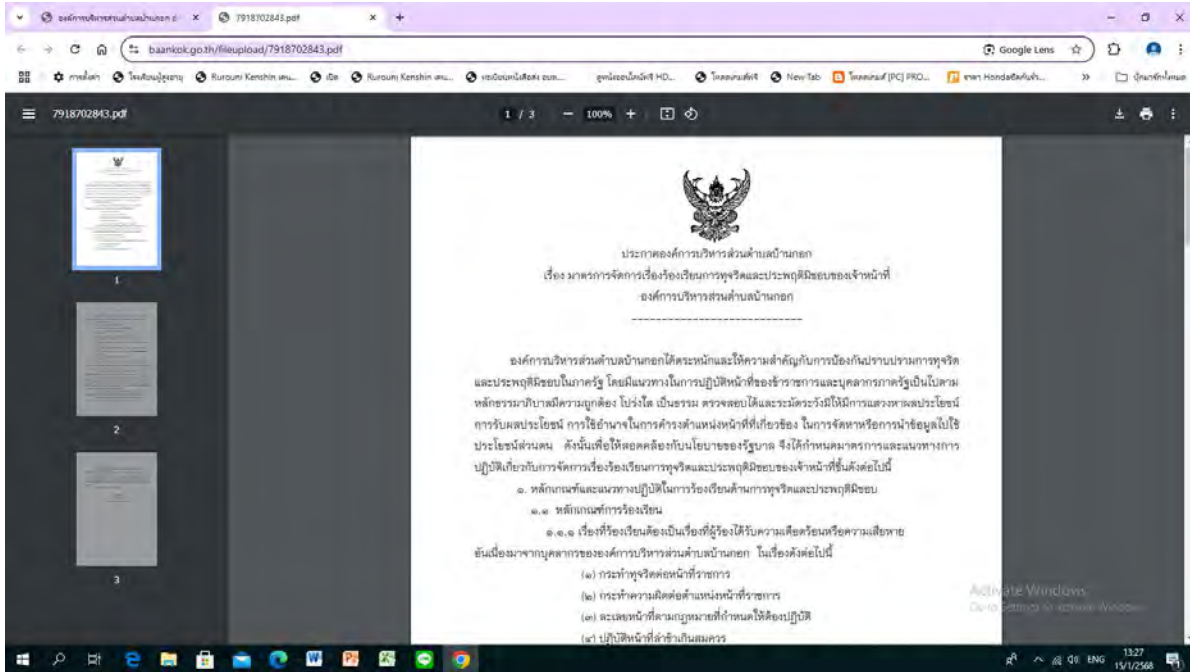 7918702843.pdf
baankok.go.th/fileupload/7918702843.pdf
Google Lens
Rurouni Kenshin
Rurouni Kenshin
New Tab
[PC] PRO...
7918702843.pdf
1 / 3
100%
1
2
3
ประกาศองค์การบริหารส่วนตำบลบ้านกอก
เรื่อง มาตรการจัดการเรื่องร้องเรียนการทุจริตและประพฤติมิชอบของเจ้าหน้าที่
องค์การบริหารส่วนตำบลบ้านกอก
องค์การบริหารส่วนตำบลบ้านกอกได้ตระหนักและให้ความสำคัญกับการป้องกันปราบปรามการทุจริต
และประพฤติมิชอบในภาครัฐ โดยมีแนวทางในการปฏิบัติหน้าที่ของข้าราชการและบุคลากรภาครัฐเป็นไปตาม
หลักธรรมาภิบาลมีความถูกต้อง โปร่งใส เป็นธรรม ตรวจสอบได้และระมัดระวังมิให้มีการแสวงหาผลประโยชน์
การรับผลประโยชน์ การใช้อำนาจในการดำรงตำแหน่งหน้าที่ที่เกี่ยวข้อง ในการจัดหาหรือการนำข้อมูลไปใช้
ประโยชน์ส่วนตน ดังนั้นเพื่อให้สอดคล้องกับนโยบายของรัฐบาล จึงได้กำหนดมาตรการและแนวทางการ
ปฏิบัติเกี่ยวกับการจัดการเรื่องร้องเรียนการทุจริตและประพฤติมิชอบของเจ้าหน้าที่ขึ้นดังต่อไปนี้
๑. หลักเกณฑ์และแนวทางปฏิบัติในการร้องเรียนด้านการทุจริตและประพฤติมิชอบ
๑.๑ หลักเกณฑ์การร้องเรียน
๑.๑.๑ เรื่องที่ร้องเรียนต้องเป็นเรื่องที่ผู้ร้องได้รับความเดือดร้อนหรือความเสียหาย
อันเนื่องมาจากบุคลากรขององค์การบริหารส่วนตำบลบ้านกอก ในเรื่องดังต่อไปนี้
(๑) กระทำทุจริตต่อหน้าที่ราชการ
(๒) กระทำความผิดต่อตำแหน่งหน้าที่ราชการ
(๓) ละเลยหน้าที่ตามกฎหมายที่กำหนดให้ต้องปฏิบัติ
(๔) ปฏิบัติหน้าที่ล่าช้าเกินสมควร
Activate Windows
Go to Settings to activate Windows.
ENG
13:27
15/1/2568